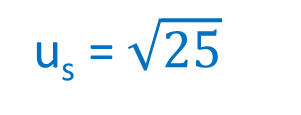 uₛ = √25